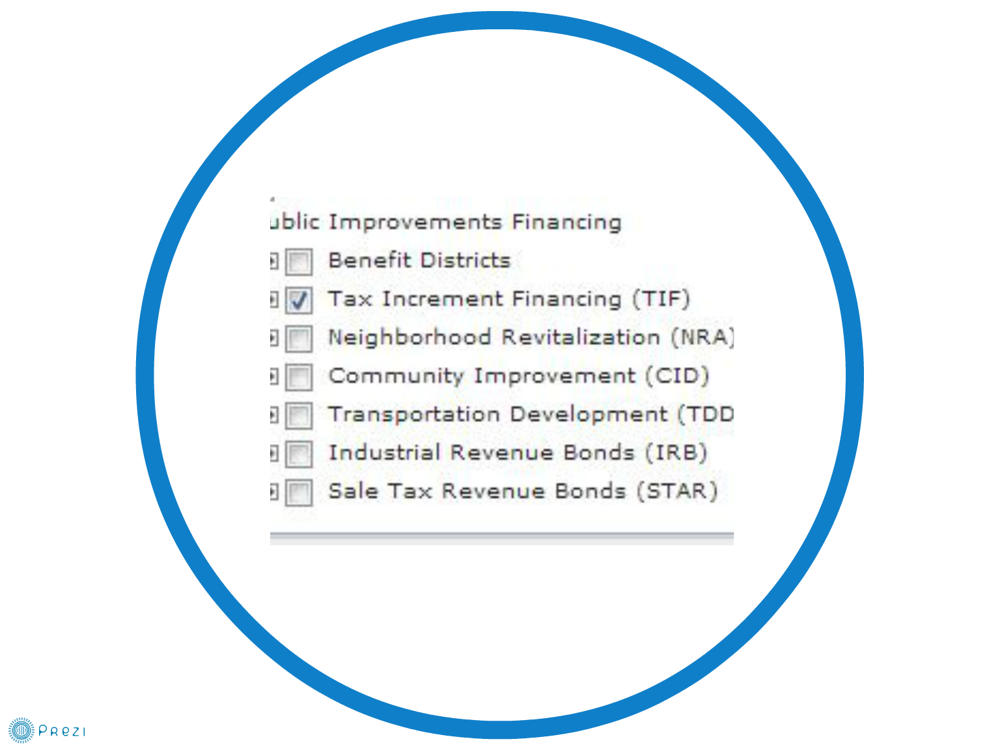 ublic Improvements Financing
Benefit Districts
Tax Increment Financing (TIF)
Neighborhood Revitalization (NRA)
Community Improvement (CID)
Transportation Development (TDD
Industrial Revenue Bonds (IRB)
Sale Tax Revenue Bonds (STAR)
Prezi